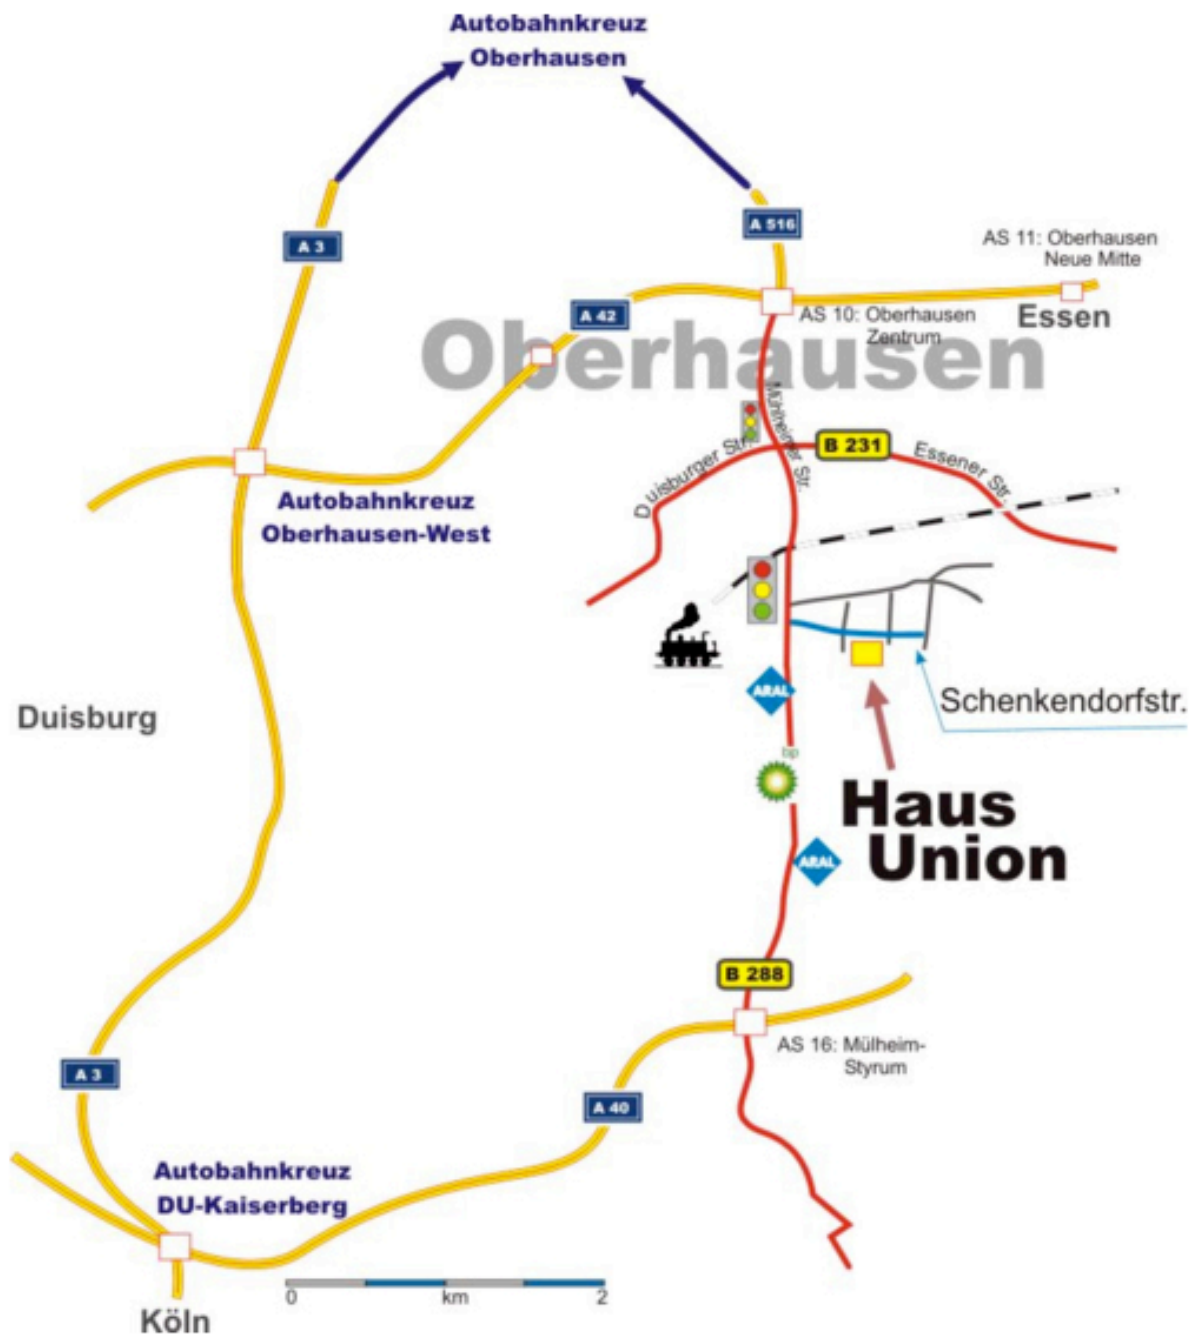 Autobahnkreuz
Oberhausen
A 516
A 3
AS 11: Oberhausen
Neue Mitte
A 42
AS 10: Oberhausen
Zentrum
Essen
Oberhausen
Mühlheimer Str.
B 231
Duisburger Str.
Essener Str.
Autobahnkreuz
Oberhausen-West
ARAL
Schenkendorfstr.
Duisburg
bp
Haus
Union
ARAL
B 288
AS 16: Mülheim-
Styrum
A 3
A 40
Autobahnkreuz
DU-Kaiserberg
0 km 2
Köln